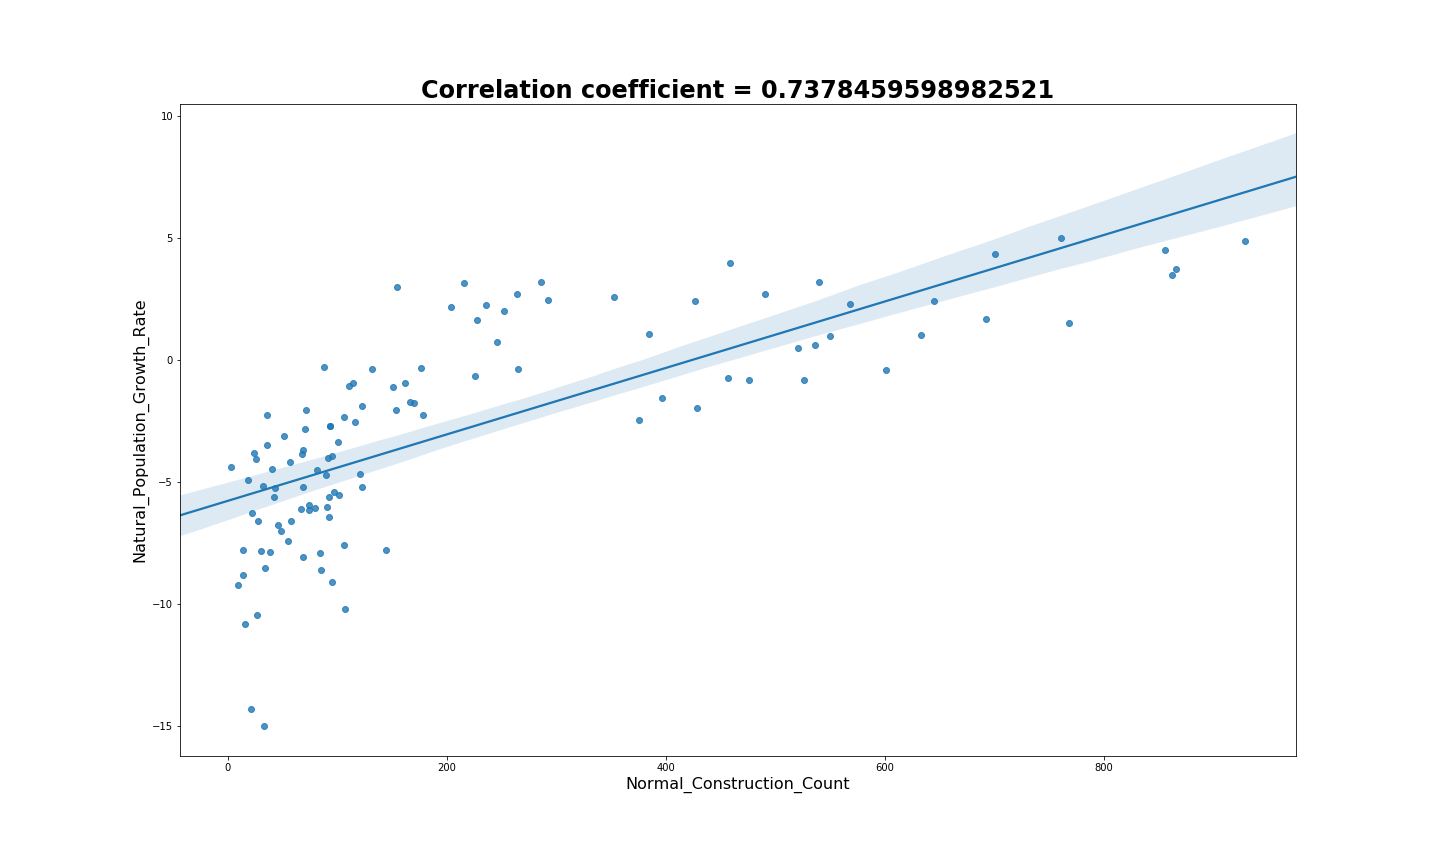 Correlation coefficient = 0.7378459598982521
10
5
0
−5
−10
−15
Natural_Population_Growth_Rate
0 200 400 600 800
Normal_Construction_Count